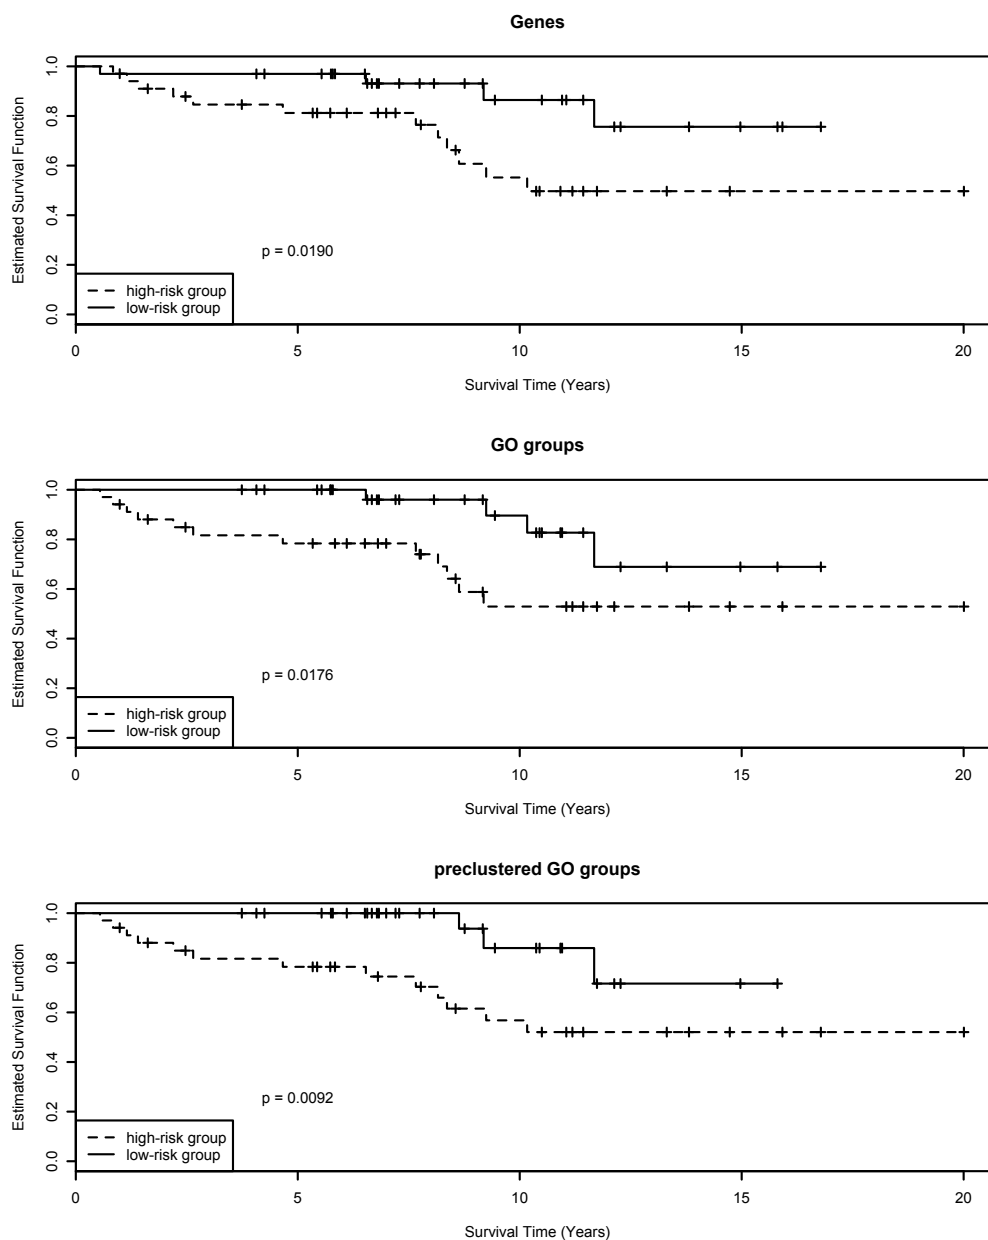 Genes
Estimated Survival Function
1.0
0.8
0.6
0.4
0.2
0.0
p = 0.0190
high-risk group
low-risk group
0 5 10 15 20
Survival Time (Years)
GO groups
Estimated Survival Function
1.0
0.8
0.6
0.4
0.2
0.0
p = 0.0176
high-risk group
low-risk group
0 5 10 15 20
Survival Time (Years)
preclustered GO groups
Estimated Survival Function
1.0
0.8
0.6
0.4
0.2
0.0
p = 0.0092
high-risk group
low-risk group
0 5 10 15 20
Survival Time (Years)